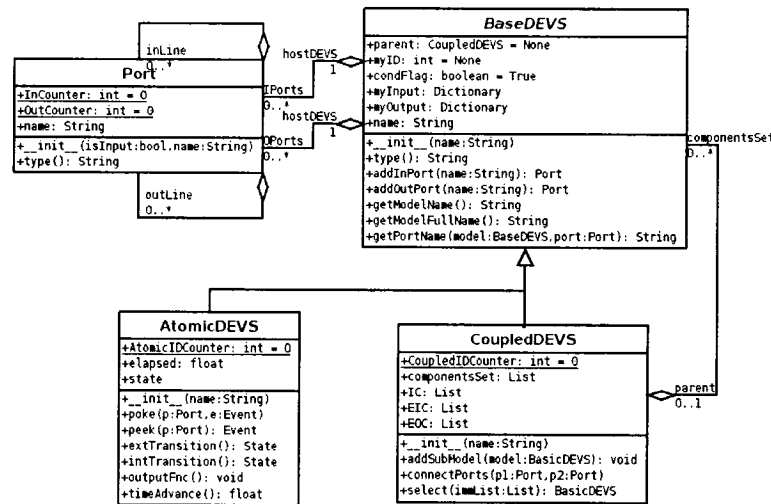 inLine
0..*
Port
+InCounter: int = 0
+OutCounter: int = 0
+name: String
+__init__(isInput:bool,name:String)
+type(): String
outLine
0..*
hostDEVS
1
IPorts
0..*
hostDEVS
1
OPorts
0..*
BaseDEVS
+parent: CoupledDEVS = None
+myID: int = None
+condFlag: boolean = True
+myInput: Dictionary
+myOutput: Dictionary
+name: String
+__init__(name:String)
+type(): String
+addInPort(name:String): Port
+addOutPort(name:String): Port
+getModelName(): String
+getModelFullName(): String
+getPortName(model:BaseDEVS,port:Port): String
componentsSet
0..*
AtomicDEVS
+AtomicIDCounter: int = 0
+elapsed: float
+state
+__init__(name:String)
+poke(p:Port,e:Event)
+peek(p:Port): Event
+extTransition(): State
+intTransition(): State
+outputFnc(): void
+timeAdvance(): float
CoupledDEVS
+CoupledIDCounter: int = 0
+componentsSet: List
+IC: List
+EIC: List
+EOC: List
+__init__(name:String)
+addSubModel(model:BasicDEVS): void
+connectPorts(p1:Port,p2:Port)
+select(immList:List): BasicDEVS
parent
0..1